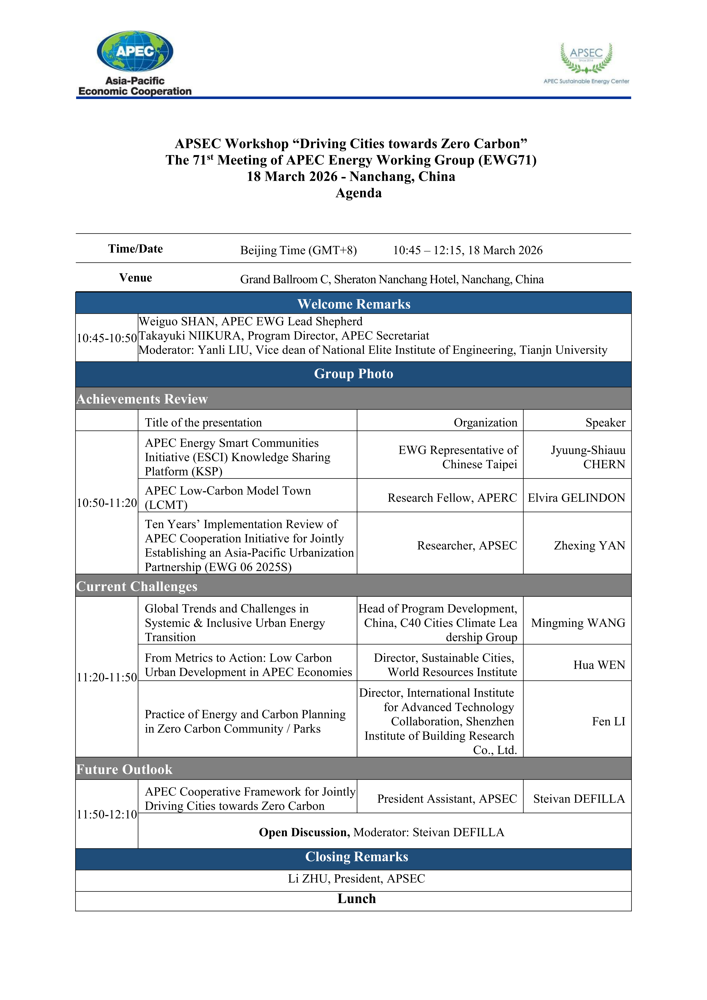 APEC
Asia-Pacific
Economic Cooperation
APSEC
Since 2014
APEC Sustainable Energy Center
APSEC Workshop “Driving Cities towards Zero Carbon”
The 71st Meeting of APEC Energy Working Group (EWG71)
18 March 2026 - Nanchang, China
Agenda
Time/Date
Beijing Time (GMT+8) 10:45 – 12:15, 18 March 2026
Venue
Grand Ballroom C, Sheraton Nanchang Hotel, Nanchang, China
Welcome Remarks
10:45-10:50
Weiguo SHAN, APEC EWG Lead Shepherd
Takayuki NIIKURA, Program Director, APEC Secretariat
Moderator: Yanli LIU, Vice dean of National Elite Institute of Engineering, Tianjn University
Group Photo
Achievements Review
Title of the presentation
Organization
Speaker
10:50-11:20
APEC Energy Smart Communities
Initiative (ESCI) Knowledge Sharing
Platform (KSP)
EWG Representative of
Chinese Taipei
Jyuung-Shiauu
CHERN
APEC Low-Carbon Model Town
(LCMT)
Research Fellow, APERC
Elvira GELINDON
Ten Years’ Implementation Review of
APEC Cooperation Initiative for Jointly
Establishing an Asia-Pacific Urbanization
Partnership (EWG 06 2025S)
Researcher, APSEC
Zhexing YAN
Current Challenges
11:20-11:50
Global Trends and Challenges in
Systemic & Inclusive Urban Energy
Transition
Head of Program Development,
China, C40 Cities Climate Lea
dership Group
Mingming WANG
From Metrics to Action: Low Carbon
Urban Development in APEC Economies
Director, Sustainable Cities,
World Resources Institute
Hua WEN
Practice of Energy and Carbon Planning
in Zero Carbon Community / Parks
Director, International Institute
for Advanced Technology
Collaboration, Shenzhen
Institute of Building Research
Co., Ltd.
Fen LI
Future Outlook
11:50-12:10
APEC Cooperative Framework for Jointly
Driving Cities towards Zero Carbon
President Assistant, APSEC
Steivan DEFILLA
Open Discussion, Moderator: Steivan DEFILLA
Closing Remarks
Li ZHU, President, APSEC
Lunch